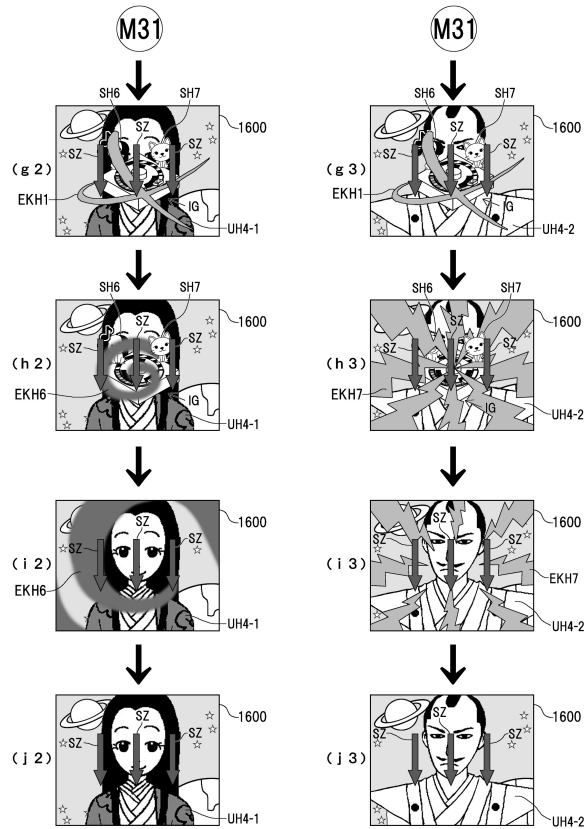 M31 M31
SH6 SZ SH7 SH6 SZ SH7
1600 1600
(g2) SZ SZ (g3) SZ SZ
EKH1 IG EKH1 IG
UH4-1 UH4-2
SH6 SZ SH7 SH6 SZ SH7
1600 1600
(h2) SZ SZ (h3) SZ SZ
EKH6 IG EKH7 IG
UH4-1 UH4-2
1600 1600
SZ SZ
(i2) SZ SZ (i3) SZ SZ
EKH6 EKH7
UH4-1 UH4-2
1600 1600
SZ SZ
(j2) SZ SZ (j3) SZ SZ
UH4-1 UH4-2